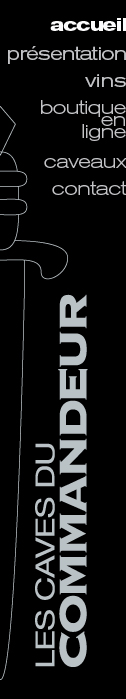 accueil
présentation
vins
boutique
en
ligne
caveaux
contact
LES CAVES DU
COMMANDEUR